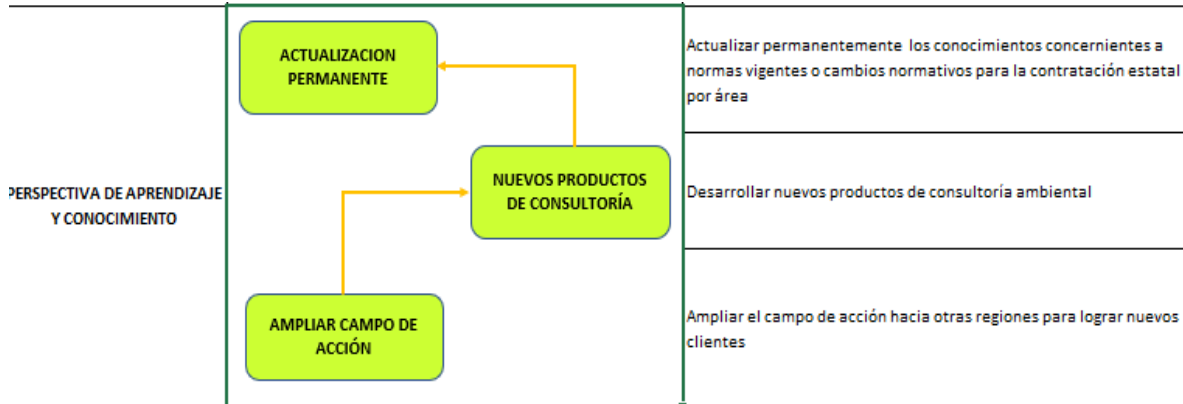 PERSPECTIVA DE APRENDIZAJE
Y CONOCIMIENTO
ACTUALIZACION
PERMANENTE
NUEVOS PRODUCTOS
DE CONSULTORÍA
AMPLIAR CAMPO DE
ACCIÓN
Actualizar permanentemente los conocimientos concernientes a
normas vigentes o cambios normativos para la contratación estatal
por área
Desarrollar nuevos productos de consultoría ambiental
Ampliar el campo de acción hacia otras regiones para lograr nuevos
clientes